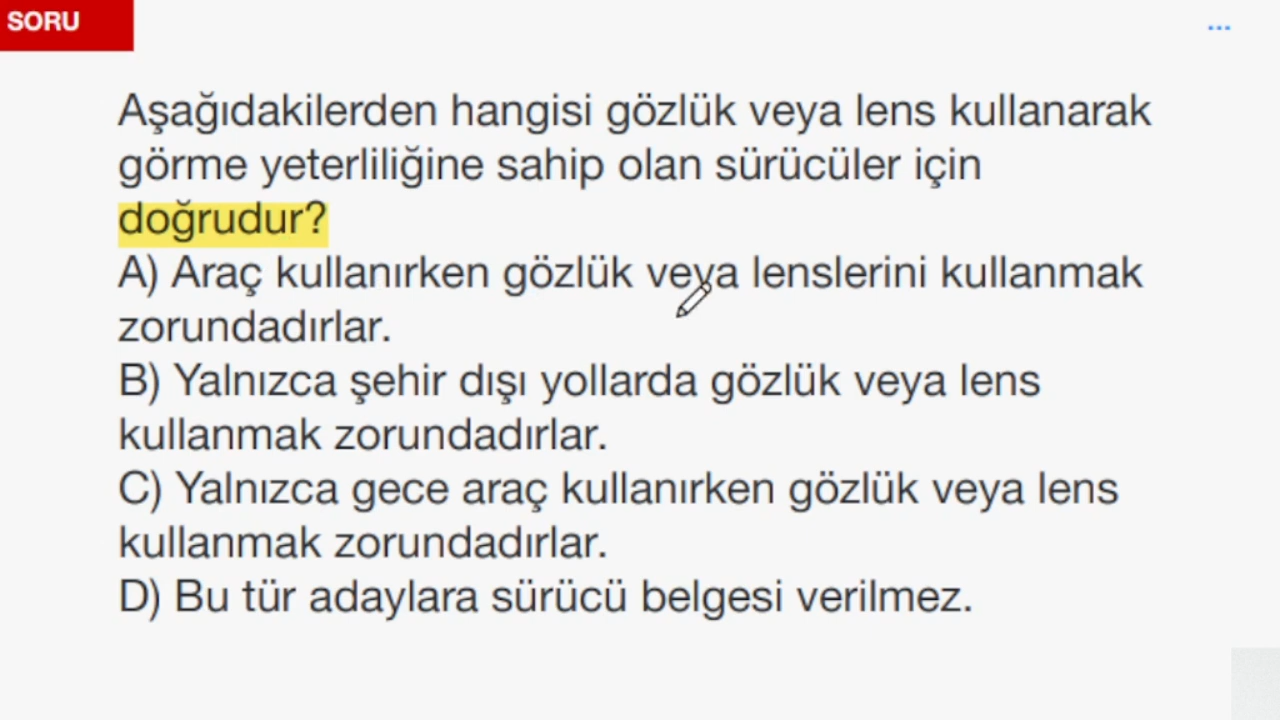 SORU
...
Aşağıdakilerden hangisi gözlük veya lens kullanarak
görme yeterliliğine sahip olan sürücüler için
doğrudur?
A) Araç kullanırken gözlük veya lenslerini kullanmak
zorundadırlar.
B) Yalnızca şehir dışı yollarda gözlük veya lens
kullanmak zorundadırlar.
C) Yalnızca gece araç kullanırken gözlük veya lens
kullanmak zorundadırlar.
D) Bu tür adaylara sürücü belgesi verilmez.